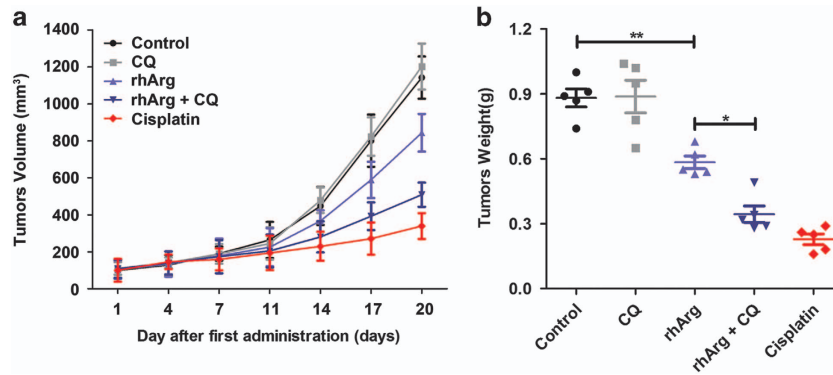 a
Tumors Volume (mm³)
1400
1200
1000
800
600
400
200
0
1 4 7 11 14 17 20
Day after first administration (days)
Control
CQ
rhArg
rhArg + CQ
Cisplatin
b
Tumors Weight(g)
1.2
0.9
0.6
0.3
0.0
**
*
Control
CQ
rhArg
rhArg + CQ
Cisplatin